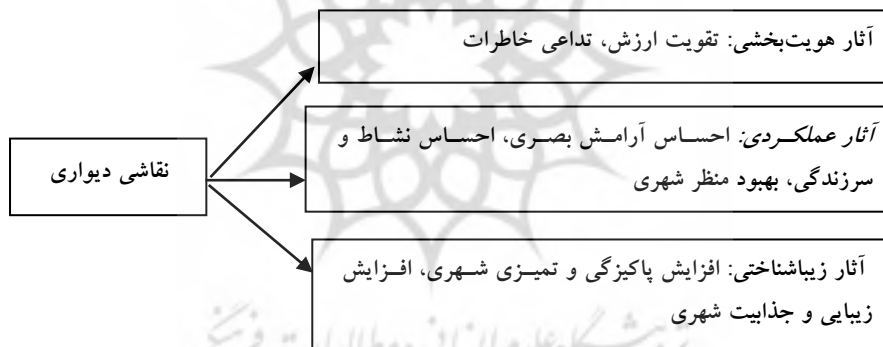 آثار هویت‌بخشی: تقویت ارزش، تداعی خاطرات
آثار عملکردی: احساس آرامش بصری، احساس نشاط و
سرزندگی، بهبود منظر شهری
نقاشی دیواری
آثار زیباشناختی: افزایش پاکیزگی و تمیزی شهری، افزایش
زیبایی و جذابیت شهری